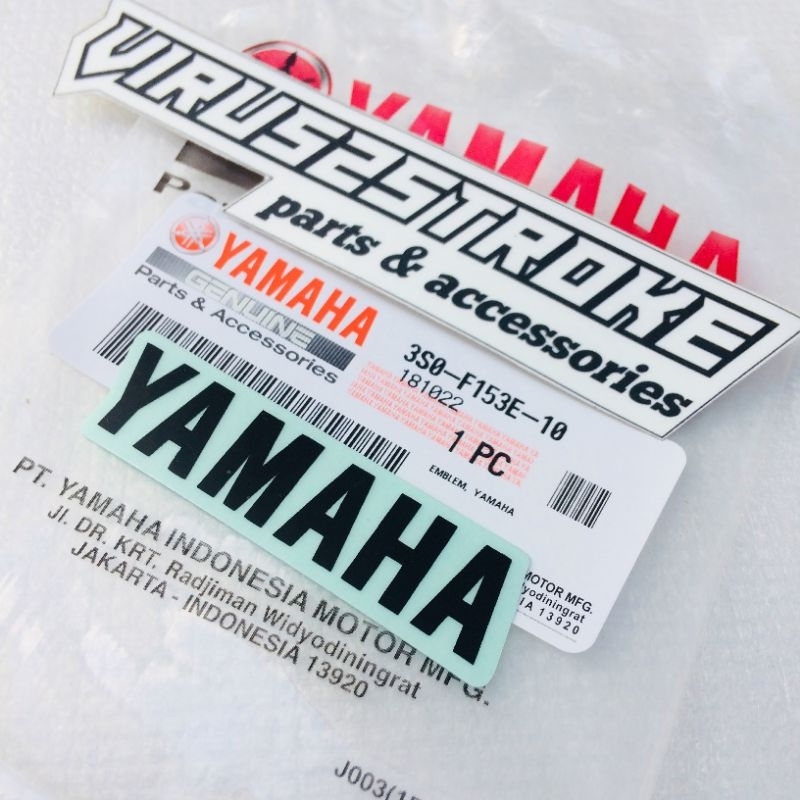 VIRUS2STROKE
parts & accessories
YAMAHA
YAMAHA
GENUINE
Parts & Accessories
3S0-F153E-10
181022
1 PC
EMBLEM, YAMAHA
MOTOR MFG.
13920
YAMAHA
PT. YAMAHA INDONESIA MOTOR MFG.
Jl. DR. KRT. Radjiman Widyodiningrat
JAKARTA - INDONESIA 13920